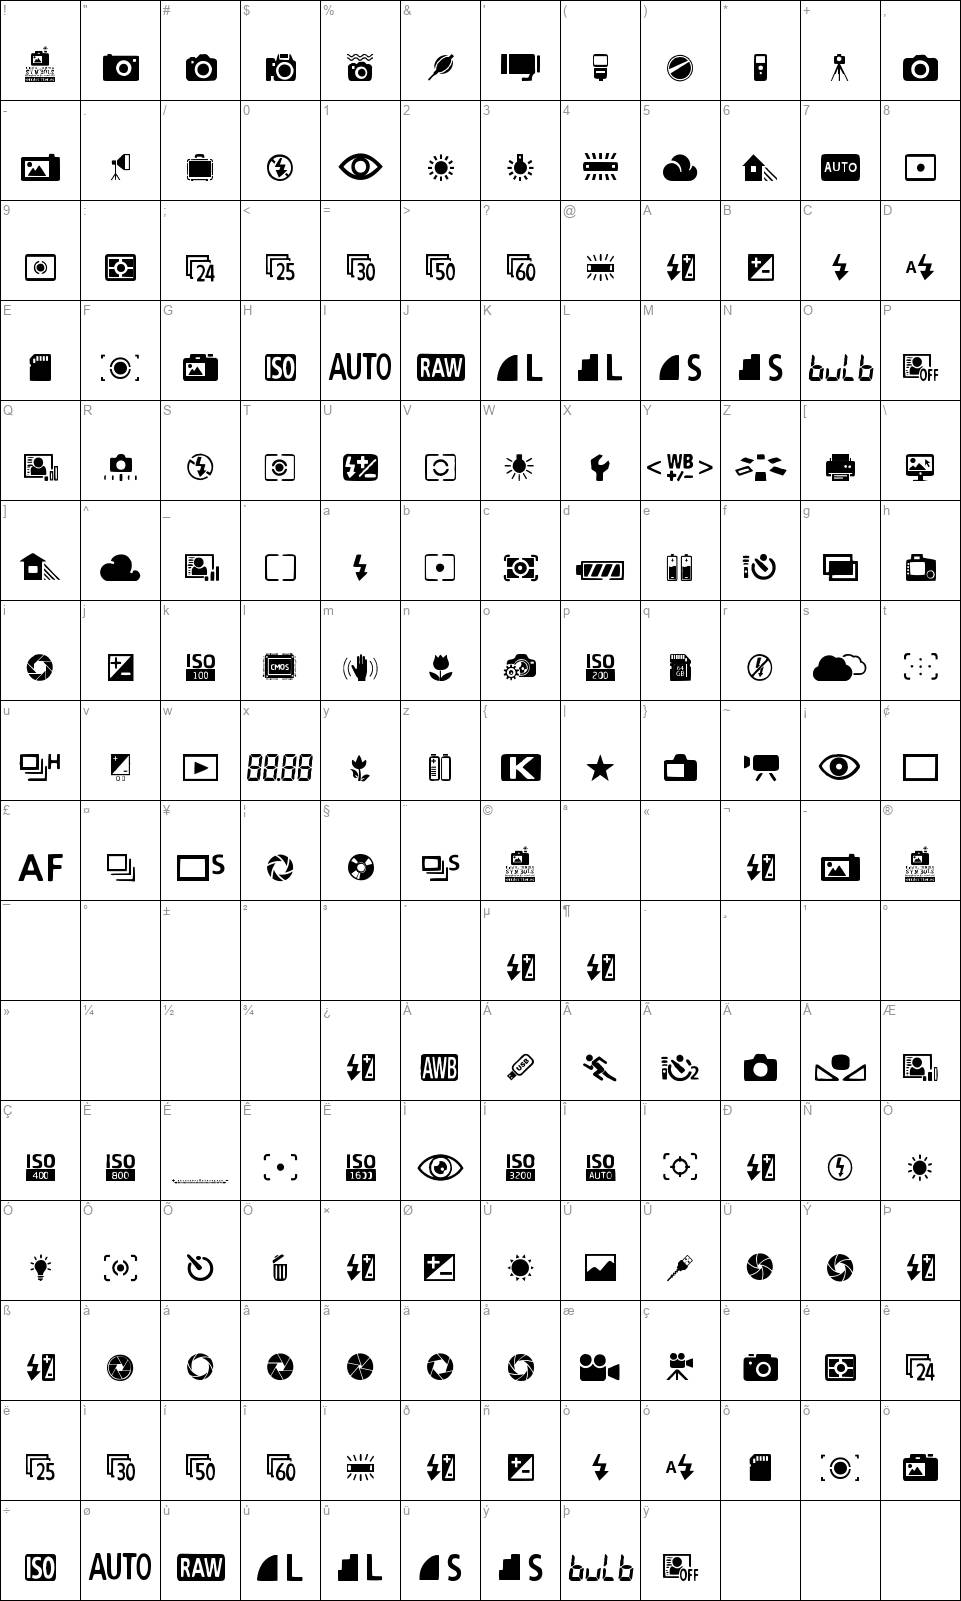 ! " # $ % & ' ( ) * + ,
SYMBOLS
- . / 0 1 2 3 4 5 6 7 8
AUTO
9 : ; < = > ? @ A B C D
24 25 30 50 60 A
E F G H I J K L M N O P
ISO AUTO RAW L L S S bulb OFF
Q R S T U V W X Y Z [ \
< WB +/- >
] ^ _ ` a b c d e f g h
i j k l m n o p q r s t
ISO 100 CMOS ISO 200 64 GB
u v w x y z { | } ~ ¡ ¢
H 88.88 K
£ ¤ ¥ ¦ § ¨ © ª « ¬ - ®
AF S S SYMBOLS SYMBOLS
¯ ° ± ² ³ ´ µ ¶ · ¸ ¹ º
» ¼ ½ ¾ ¿ À Á Â Ã Ä Å Æ
AWB USB 2
Ç È É Ê Ë Ì Í Î Ï Ð Ñ Ò
ISO 400 ISO 800 ISO 1600 ISO 3200 ISO AUTO
Ó Ô Õ Ö × Ø Ù Ú Û Ü Ý Þ
ß à á â ã ä å æ ç è é ê
24
ë ì í î ï ð ñ ò ó ô õ ö
25 30 50 60 A
÷ ø ù ú û ü ý þ ÿ
ISO AUTO RAW L L S S bulb OFF